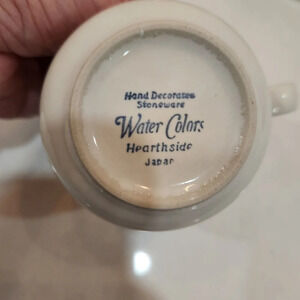 Hand Decorated
Stoneware
Water Colors
Hearthside
Japan